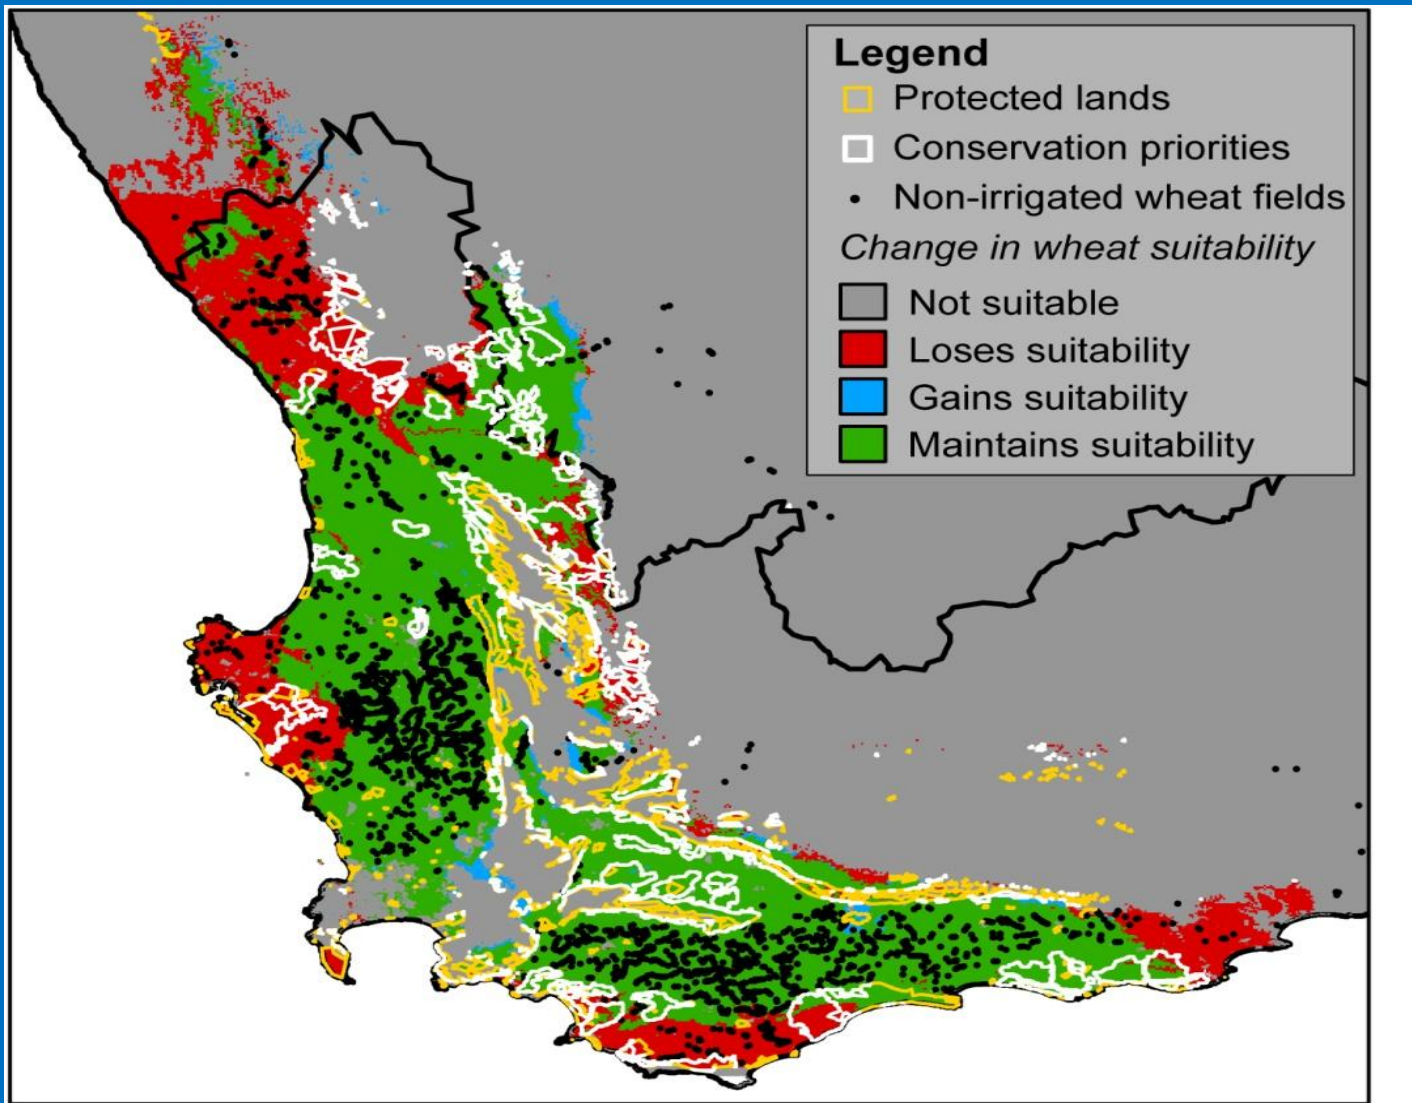 Legend
Protected lands
Conservation priorities
Non-irrigated wheat fields
Change in wheat suitability
Not suitable
Loses suitability
Gains suitability
Maintains suitability